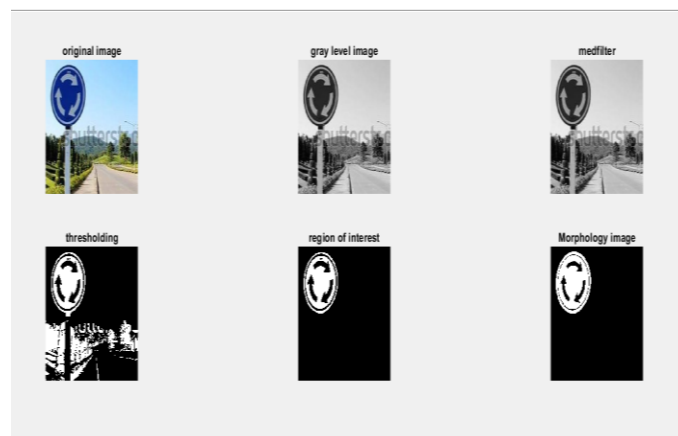 original image
gray level image
medfilter
thresholding
region of interest
Morphology image